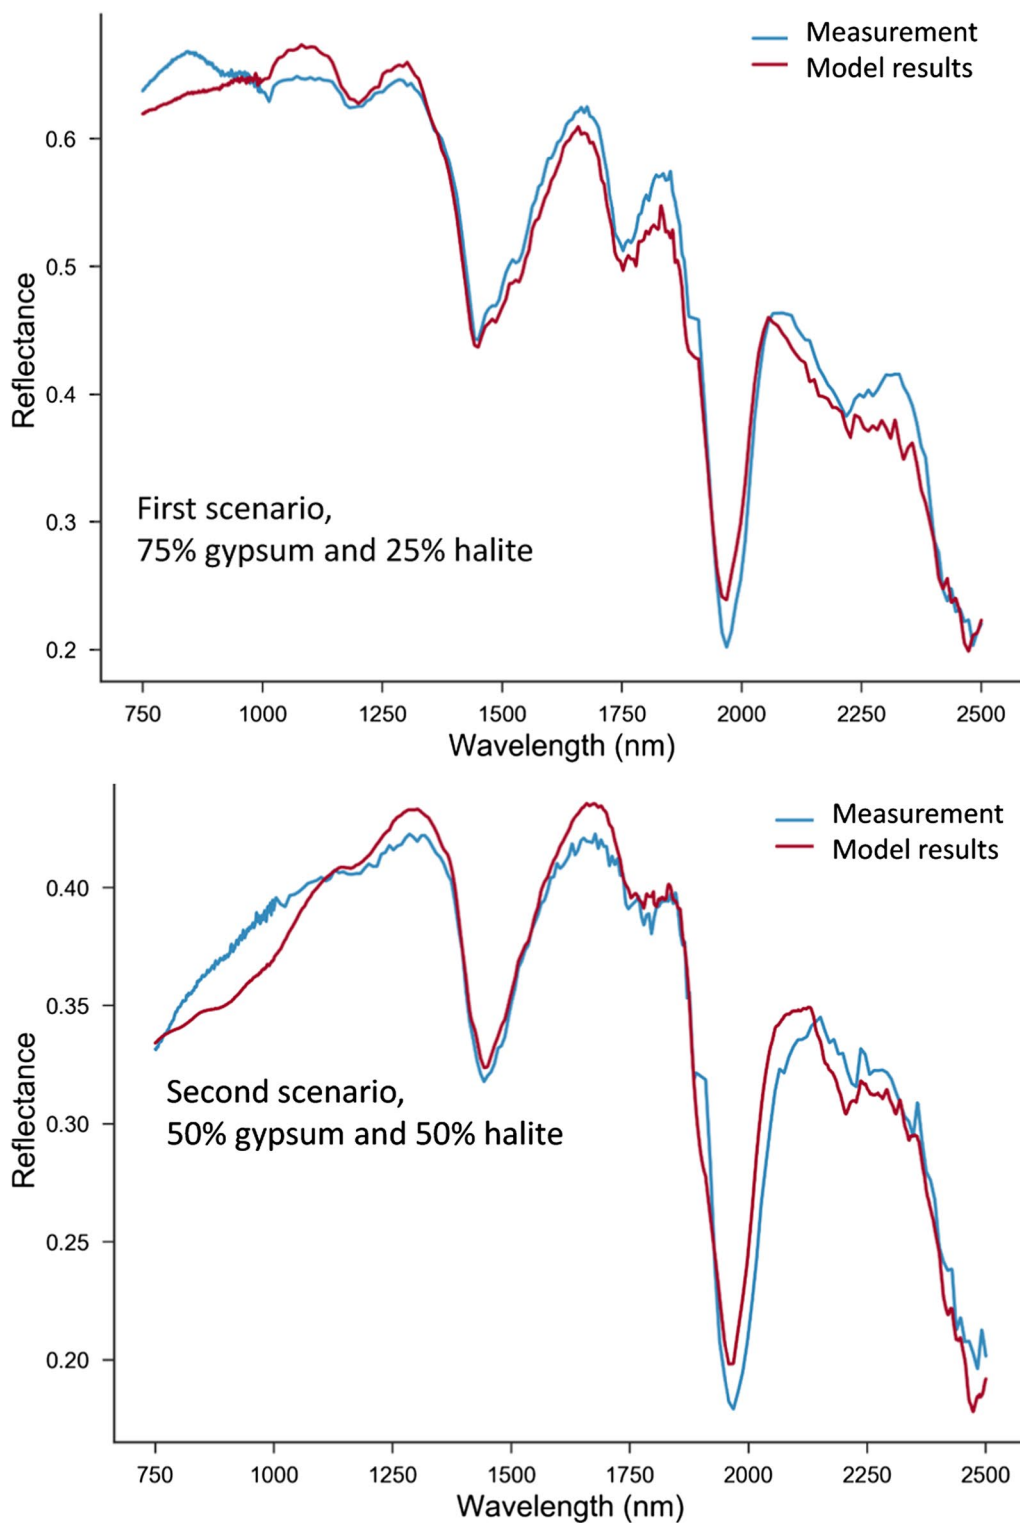 Measurement
Model results
0.6
0.5
0.4
0.3
0.2
Reflectance
First scenario,
75% gypsum and 25% halite
750 1000 1250 1500 1750 2000 2250 2500
Wavelength (nm)
Measurement
Model results
0.40
0.35
0.30
0.25
0.20
Reflectance
Second scenario,
50% gypsum and 50% halite
750 1000 1250 1500 1750 2000 2250 2500
Wavelength (nm)